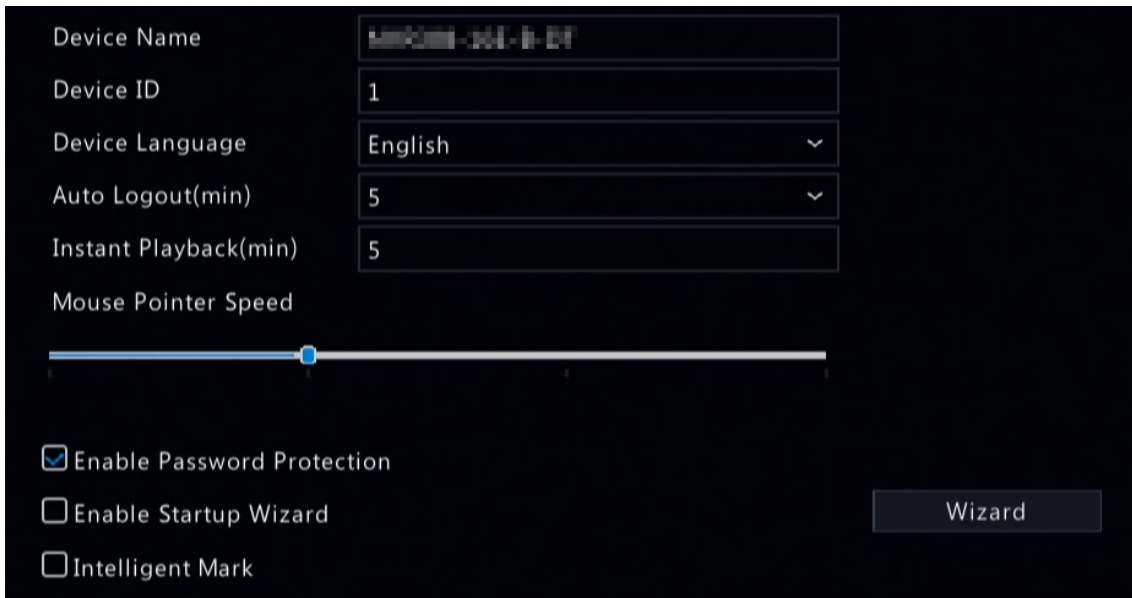 Device Name
Device ID 1
Device Language English
Auto Logout(min) 5
Instant Playback(min) 5
Mouse Pointer Speed
Enable Password Protection
Enable Startup Wizard Wizard
Intelligent Mark